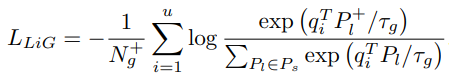 L_{LiG} = -\frac{1}{N_g^+} \sum_{i=1}^{u} \log \frac{\exp\left(q_i^T P_l^+ / \tau_g\right)}{\sum_{P_l \in P_s} \exp\left(q_i^T P_l / \tau_g\right)}